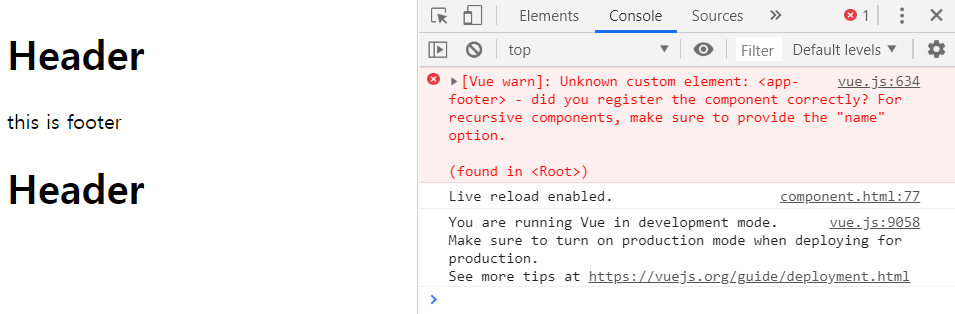 Header
this is footer
Header
Elements Console Sources » 1
top Filter Default levels
[Vue warn]: Unknown custom element: <app- vue.js:634
footer> - did you register the component correctly? For
recursive components, make sure to provide the "name"
option.
(found in <Root>)
Live reload enabled. component.html:77
You are running Vue in development mode. vue.js:9058
Make sure to turn on production mode when deploying for
production.
See more tips at https://vuejs.org/guide/deployment.html